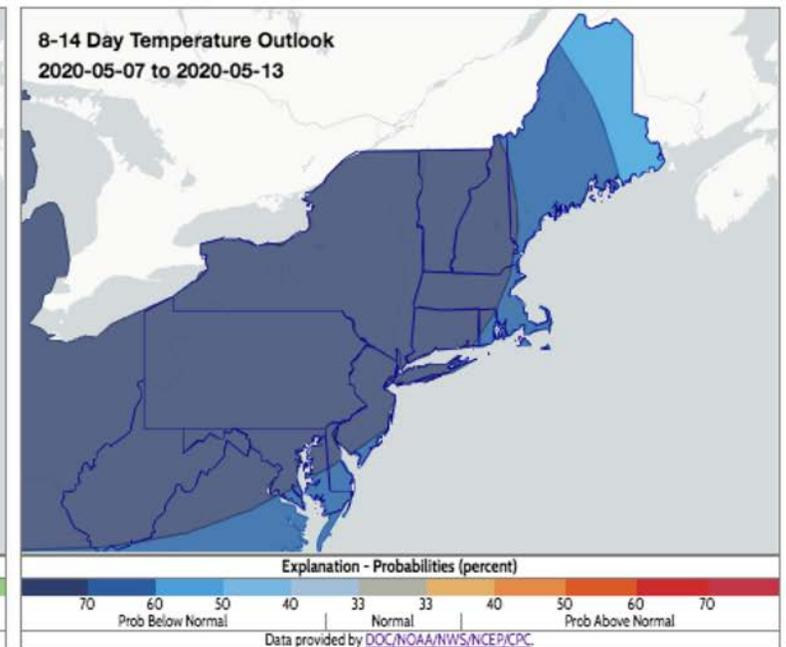 8-14 Day Temperature Outlook
2020-05-07 to 2020-05-13
Explanation - Probabilities (percent)
70 60 50 40 33 33 40 50 60 70
Prob Below Normal Normal Prob Above Normal
Data provided by DOC/NOAA/NWS/NCEP/CPC.